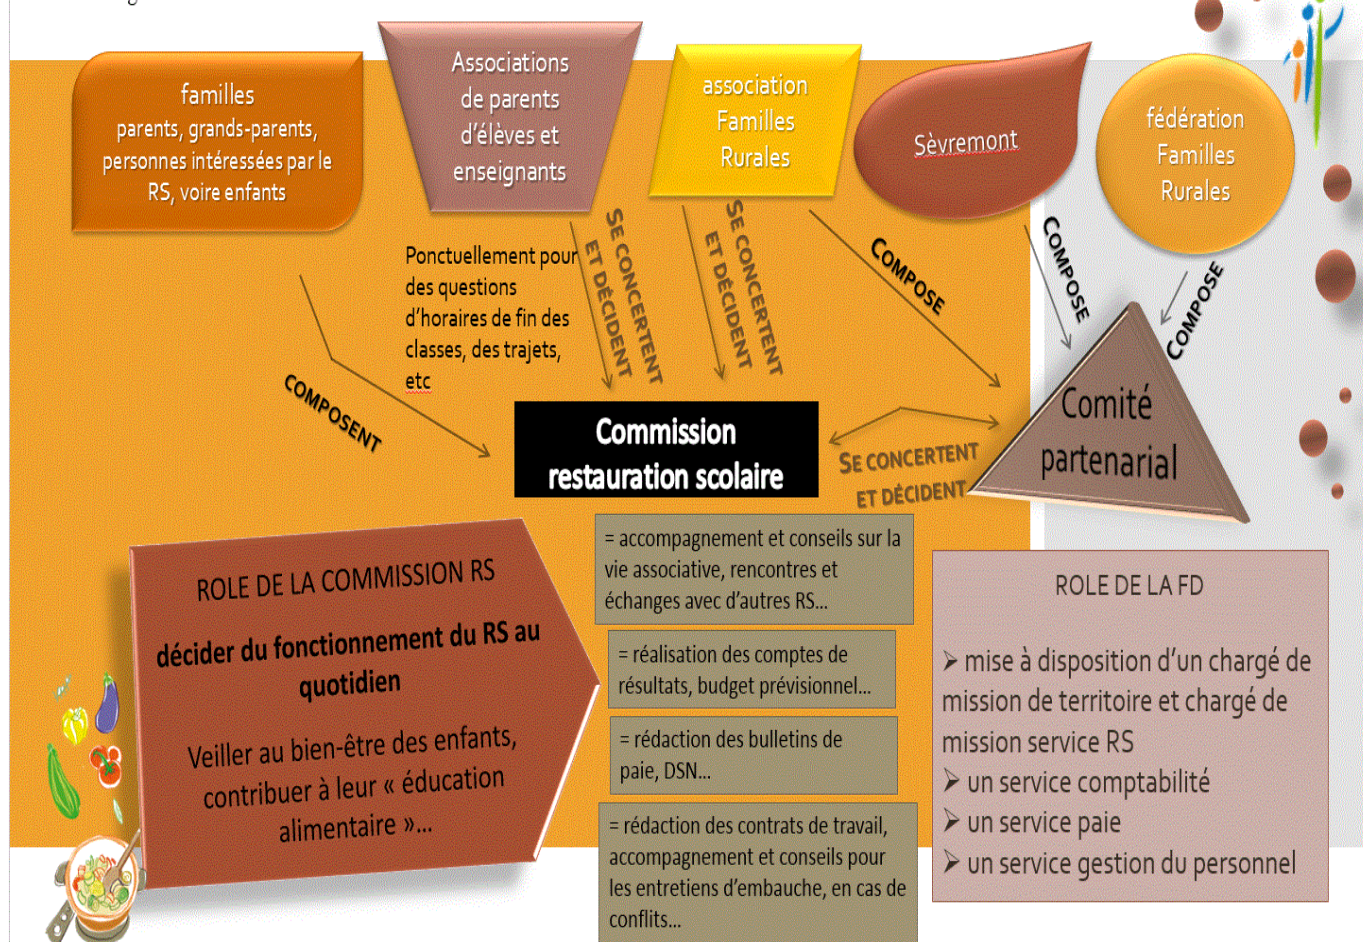 familles
parents, grands-parents,
personnes intéressées par le
RS, voire enfants
Associations
de parents
d’élèves et
enseignants
association
Familles
Rurales
Sèvremont
fédération
Familles
Rurales
Ponctuellement pour
des questions
d’horaires de fin des
classes, des trajets,
etc
SE CONCERTENT
ET DÉCIDENT
SE CONCERTENT
ET DÉCIDENT
COMPOSE
COMPOSE
COMPOSE
COMPOSENT
Commission
restauration scolaire
SE CONCERTENT
ET DÉCIDENT
Comité
partenarial
ROLE DE LA COMMISSION RS
décider du fonctionnement du RS au
quotidien
Veiller au bien-être des enfants,
contribuer à leur « éducation
alimentaire »…
= accompagnement et conseils sur la
vie associative, rencontres et
échanges avec d’autres RS…
= réalisation des comptes de
résultats, budget prévisionnel…
= rédaction des bulletins de
paie, DSN…
= rédaction des contrats de travail,
accompagnement et conseils pour
les entretiens d’embauche, en cas de
conflits…
ROLE DE LA FD
➢ mise à disposition d’un chargé de
mission de territoire et chargé de
mission service RS
➢ un service comptabilité
➢ un service paie
➢ un service gestion du personnel